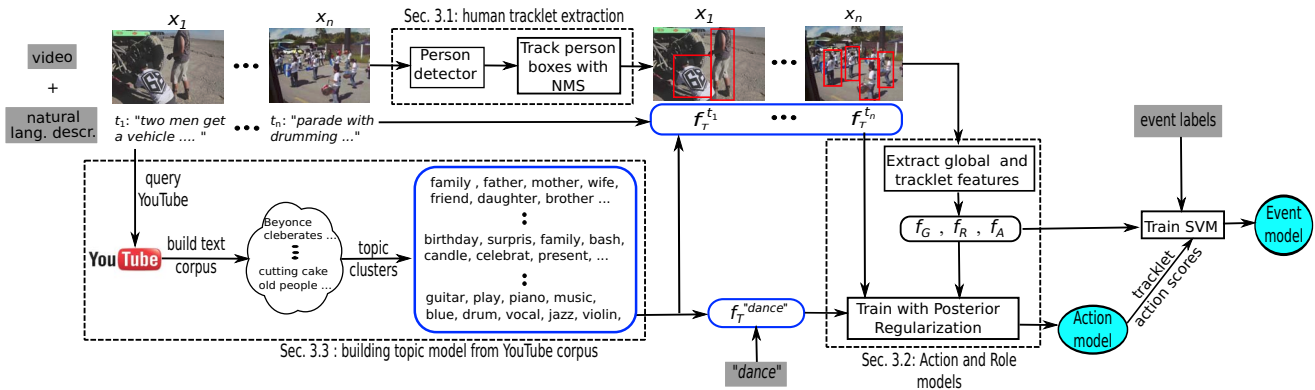 Sec. 3.1: human tracklet extraction
x1
xn
x1
xn
video
+
natural
lang. descr.
Person
detector
Track person
boxes with
NMS
t1: "two men get
a vehicle .... "
tn: "parade with
drumming ..."
fT^t1
fT^tn
event labels
Extract global and
tracklet features
query
YouTube
family , father, mother, wife,
friend, daughter, brother ...
birthday, surpris, family, bash,
candle, celebrat, present, ...
guitar, play, piano, music,
blue, drum, vocal, jazz, violin,
Beyonce
cleberates ...
cutting cake
old people ...
YouTube
build text
corpus
topic
clusters
fG , fR , fA
Train SVM
Event
model
tracklet
action scores
fT^"dance"
Train with Posterior
Regularization
Action
model
Sec. 3.3 : building topic model from YouTube corpus
"dance"
Sec. 3.2: Action and Role
models